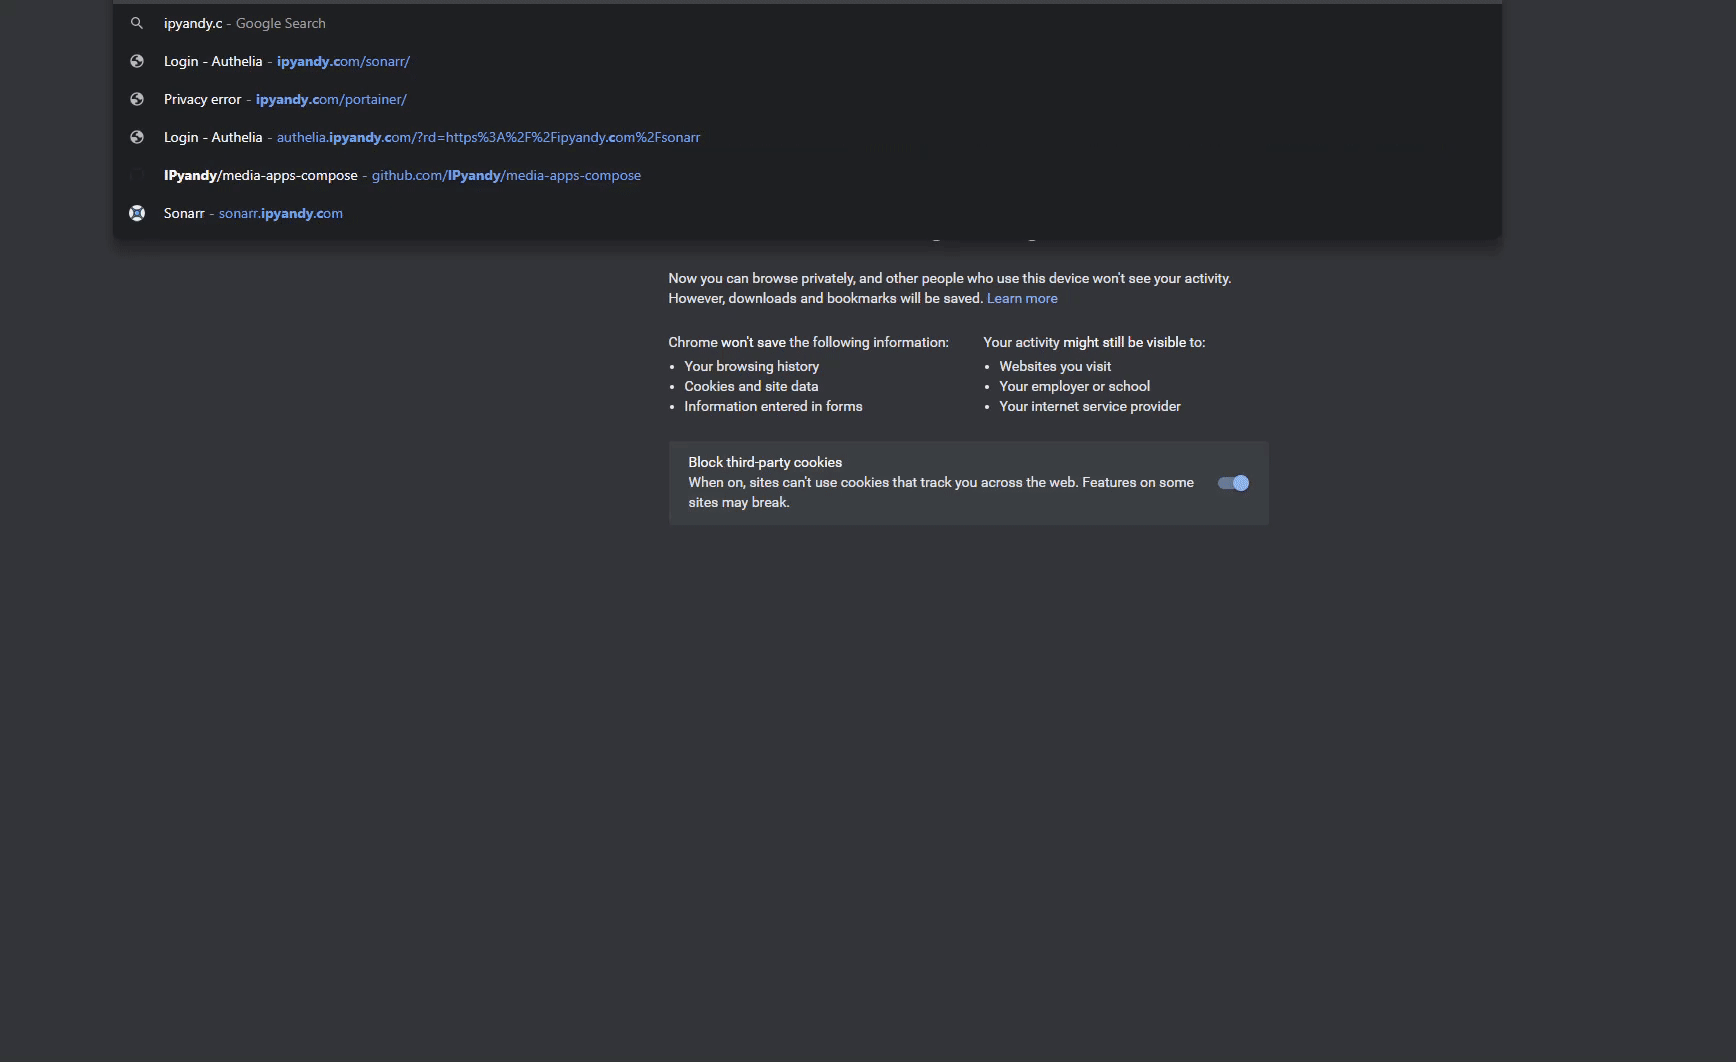 ipyandy.c - Google Search
Login - Authelia - ipyandy.com/sonarr/
Privacy error - ipyandy.com/portainer/
Login - Authelia - authelia.ipyandy.com/?rd=https%3A%2F%2Fipyandy.com%2Fsonarr
IPyandy/media-apps-compose - github.com/IPyandy/media-apps-compose
Sonarr - sonarr.ipyandy.com
Now you can browse privately, and other people who use this device won't see your activity.
However, downloads and bookmarks will be saved. Learn more
Chrome won't save the following information:
• Your browsing history
• Cookies and site data
• Information entered in forms
Your activity might still be visible to:
• Websites you visit
• Your employer or school
• Your internet service provider
Block third-party cookies
When on, sites can't use cookies that track you across the web. Features on some
sites may break.